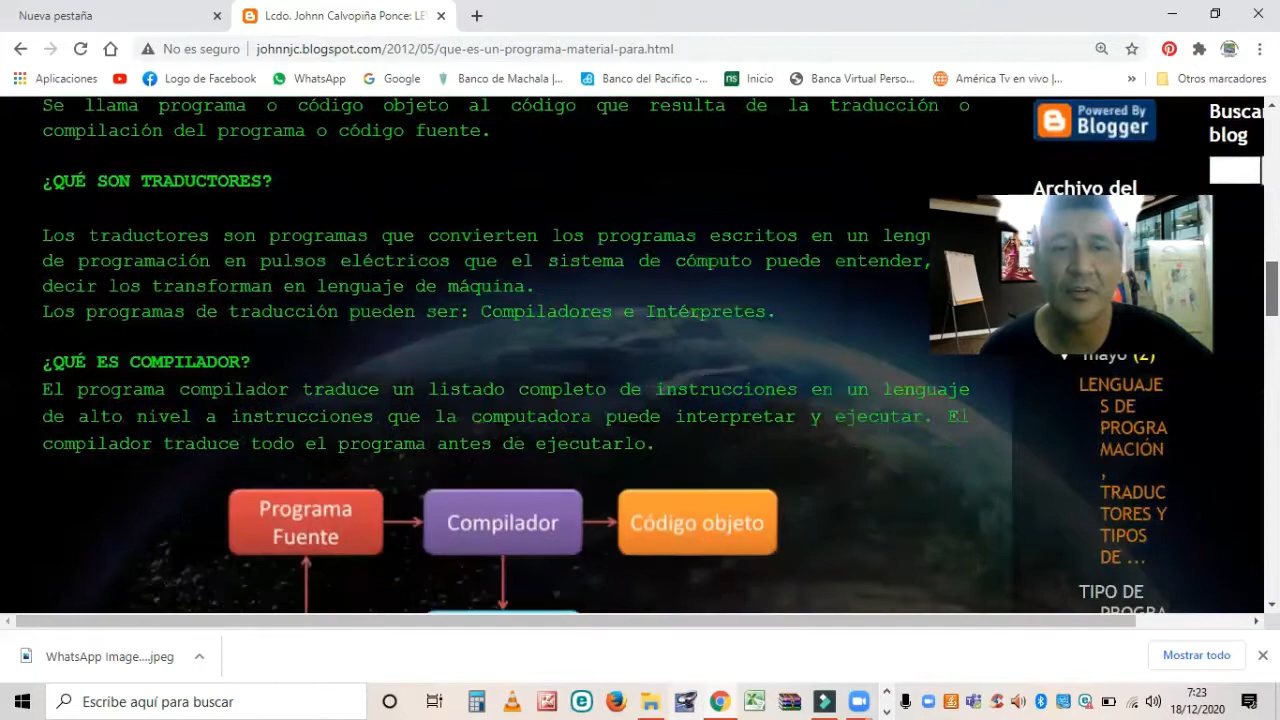 Nueva pestaña
Lcdo. Johnn Calvopiña Ponce: LE
No es seguro
johnnjc.blogspot.com/2012/05/que-es-un-programa-material-para.html
Aplicaciones
Logo de Facebook
WhatsApp
Google
Banco de Machala |...
Banco del Pacifico -...
Inicio
Banca Virtual Perso...
América Tv en vivo |...
»
Otros marcadores
Se llama programa o código objeto al código que resulta de la traducción o
compilación del programa o código fuente.
¿QUÉ SON TRADUCTORES?
Los traductores son programas que convierten los programas escritos en un lengu
de programación en pulsos eléctricos que el sistema de cómputo puede entender,
decir los transforman en lenguaje de máquina.
Los programas de traducción pueden ser: Compiladores e Intérpretes.
¿QUÉ ES COMPILADOR?
El programa compilador traduce un listado completo de instrucciones en un lenguaje
de alto nivel a instrucciones que la computadora puede interpretar y ejecutar. El
compilador traduce todo el programa antes de ejecutarlo.
Programa
Fuente
Compilador
Código objeto
Powered By
Blogger
Busca
blog
Archivo del
mayo (2)
LENGUAJE
S DE
PROGRA
MACIÓN
,
TRADUC
TORES Y
TIPOS
DE ...
TIPO DE
PROGRA
WhatsApp Image....jpeg
Mostrar todo
Escribe aquí para buscar
7:23
18/12/2020